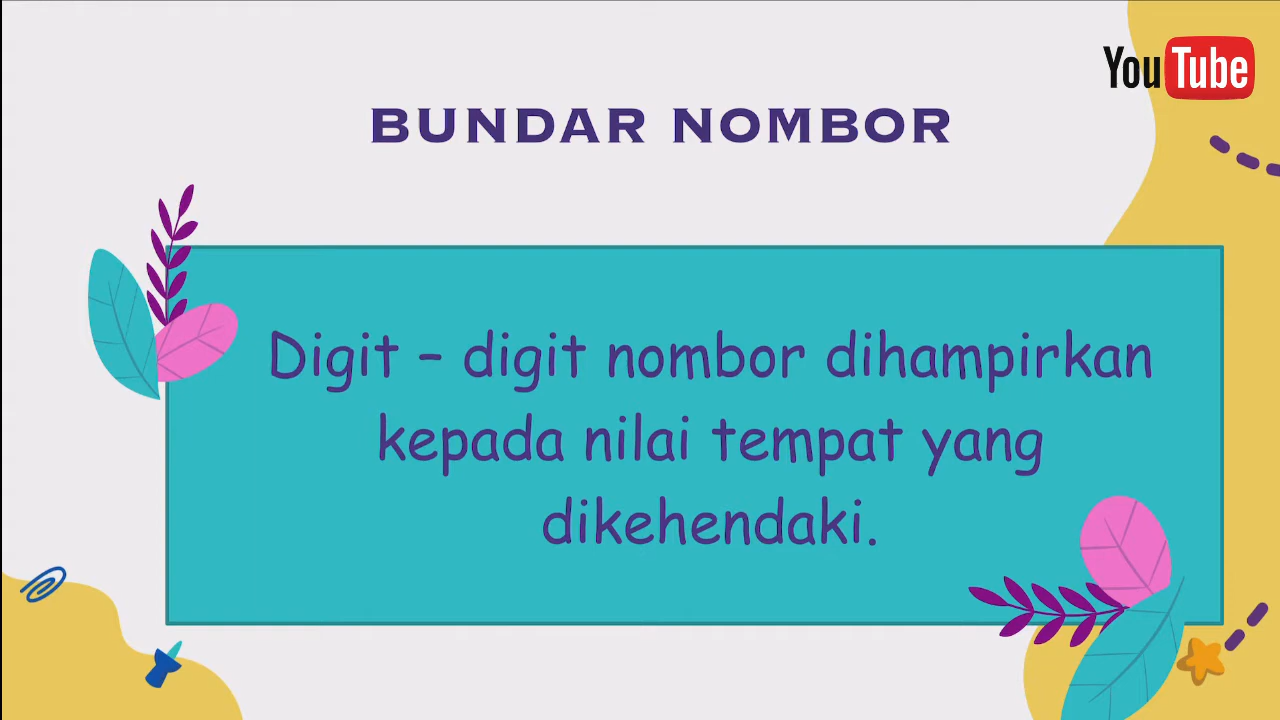 YouTube
BUNDAR NOMBOR
Digit – digit nombor dihampirkan
kepada nilai tempat yang
dikehendaki.